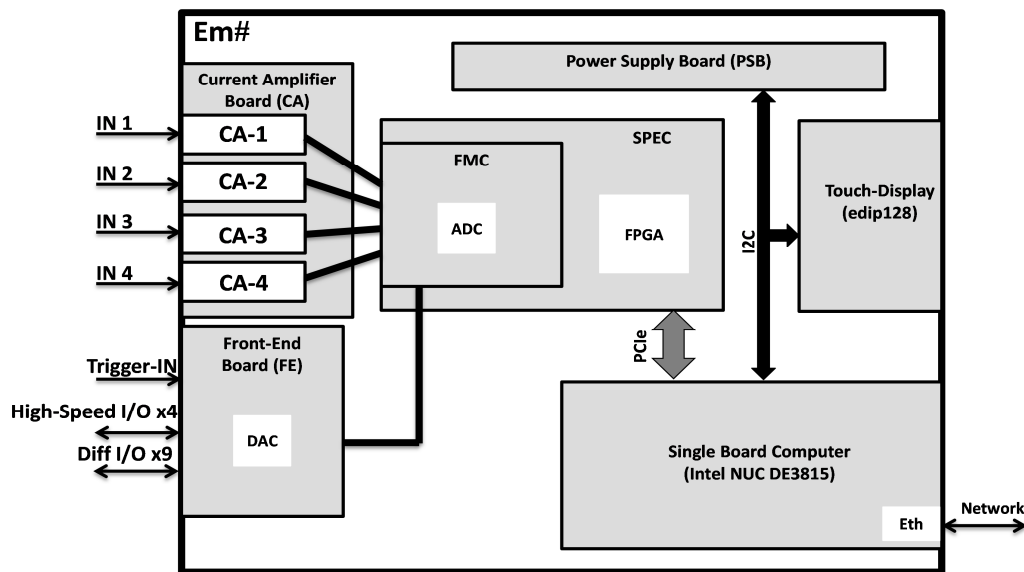 Em#
Power Supply Board (PSB)
Current Amplifier
Board (CA)
IN 1
CA-1
IN 2
CA-2
IN 3
CA-3
IN 4
CA-4
SPEC
FMC
ADC
FPGA
I2C
Touch-Display
(edip128)
PCIe
Front-End
Board (FE)
Trigger-IN
High-Speed I/O x4
Diff I/O x9
DAC
Single Board Computer
(Intel NUC DE3815)
Eth
Network